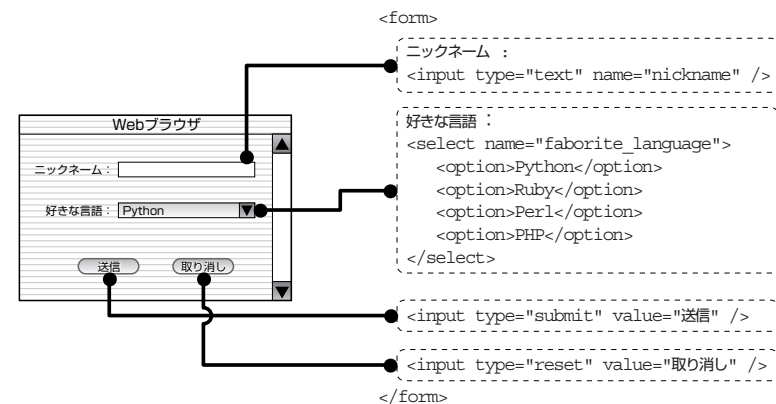 <form>
ニックネーム :
<input type="text" name="nickname" />
Webブラウザ
ニックネーム：
好きな言語： Python
送信 取り消し
好きな言語：
<select name="faborite_language">
<option>Python</option>
<option>Ruby</option>
<option>Perl</option>
<option>PHP</option>
</select>
<input type="submit" value="送信" />
<input type="reset" value="取り消し" />
</form>